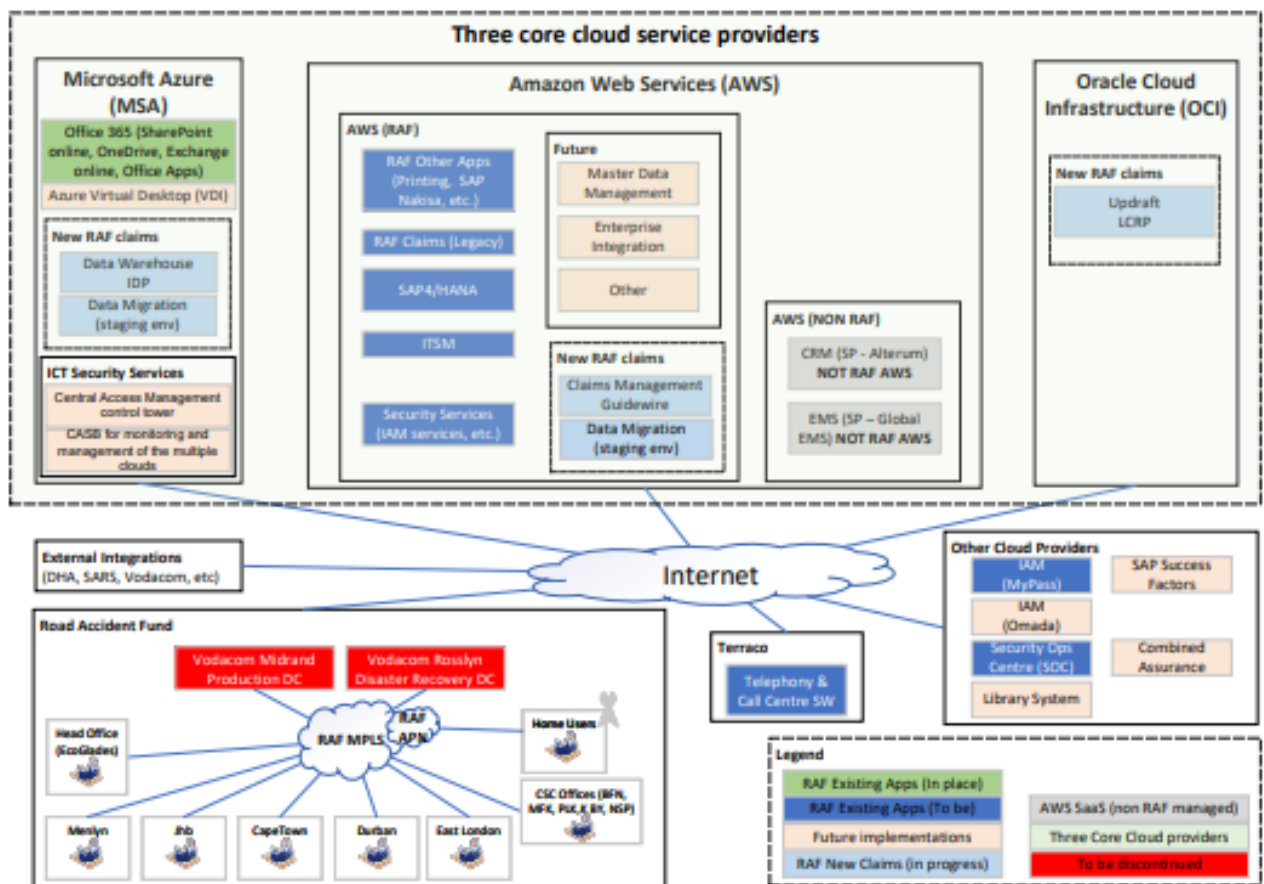 Three core cloud service providers
Microsoft Azure
(MSA)
Office 365 (SharePoint
online, OneDrive, Exchange
online, Office Apps)
Azure Virtual Desktop (VDI)
New RAF claims
Data Warehouse
IDP
Data Migration
(staging env)
ICT Security Services
Central Access Management
control tower
CASB for monitoring and
management of the multiple
clouds
Amazon Web Services (AWS)
AWS (RAF)
RAF Other Apps
(Printing, SAP
Nakisa, etc.)
RAF Claims (Legacy)
SAP4/HANA
ITSM
Security Services
(IAM services, etc.)
Future
Master Data
Management
Enterprise
Integration
Other
New RAF claims
Claims Management
Guidewire
Data Migration
(staging env)
AWS (NON RAF)
CRM (SP - Alterum)
NOT RAF AWS
EMS (SP – Global
EMS) NOT RAF AWS
Oracle Cloud
Infrastructure (OCI)
New RAF claims
Updraft
LCRP
External Integrations
(DHA, SARS, Vodacom, etc)
Internet
Other Cloud Providers
IAM
(MyPass)
SAP Success
Factors
IAM
(Omada)
Security Ops
Centre (SOC)
Combined
Assurance
Library System
Road Accident Fund
Vodacom Midrand
Production DC
Vodacom Rosslyn
Disaster Recovery DC
RAF MPLS
RAF
APN
Head Office
(EcoGlades)
Home Users
CSC Offices (BFN,
MFK, PLK,K BY, NSP)
Menlyn
Jhb
CapeTown
Durban
East London
Terraco
Telephony &
Call Centre SW
Legend
RAF Existing Apps (In place)
RAF Existing Apps (To be)
AWS SaaS (non RAF managed)
Future implementations
Three Core Cloud providers
RAF New Claims (in progress)
To be discontinued